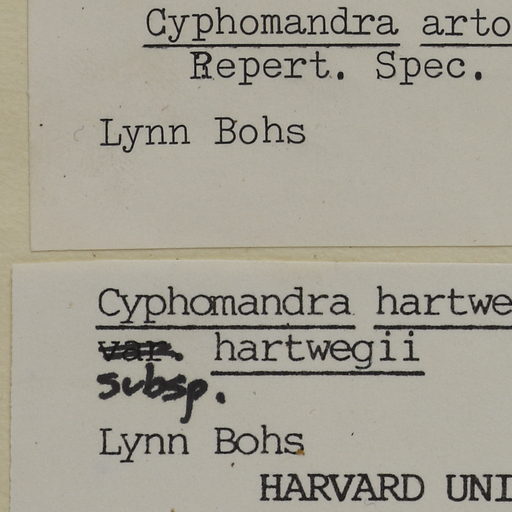 Cyphomandra arto
Repert. Spec.
Lynn Bohs
Cyphomandra hartwe
var. hartwegii
subsp.
Lynn Bohs
HARVARD UNI